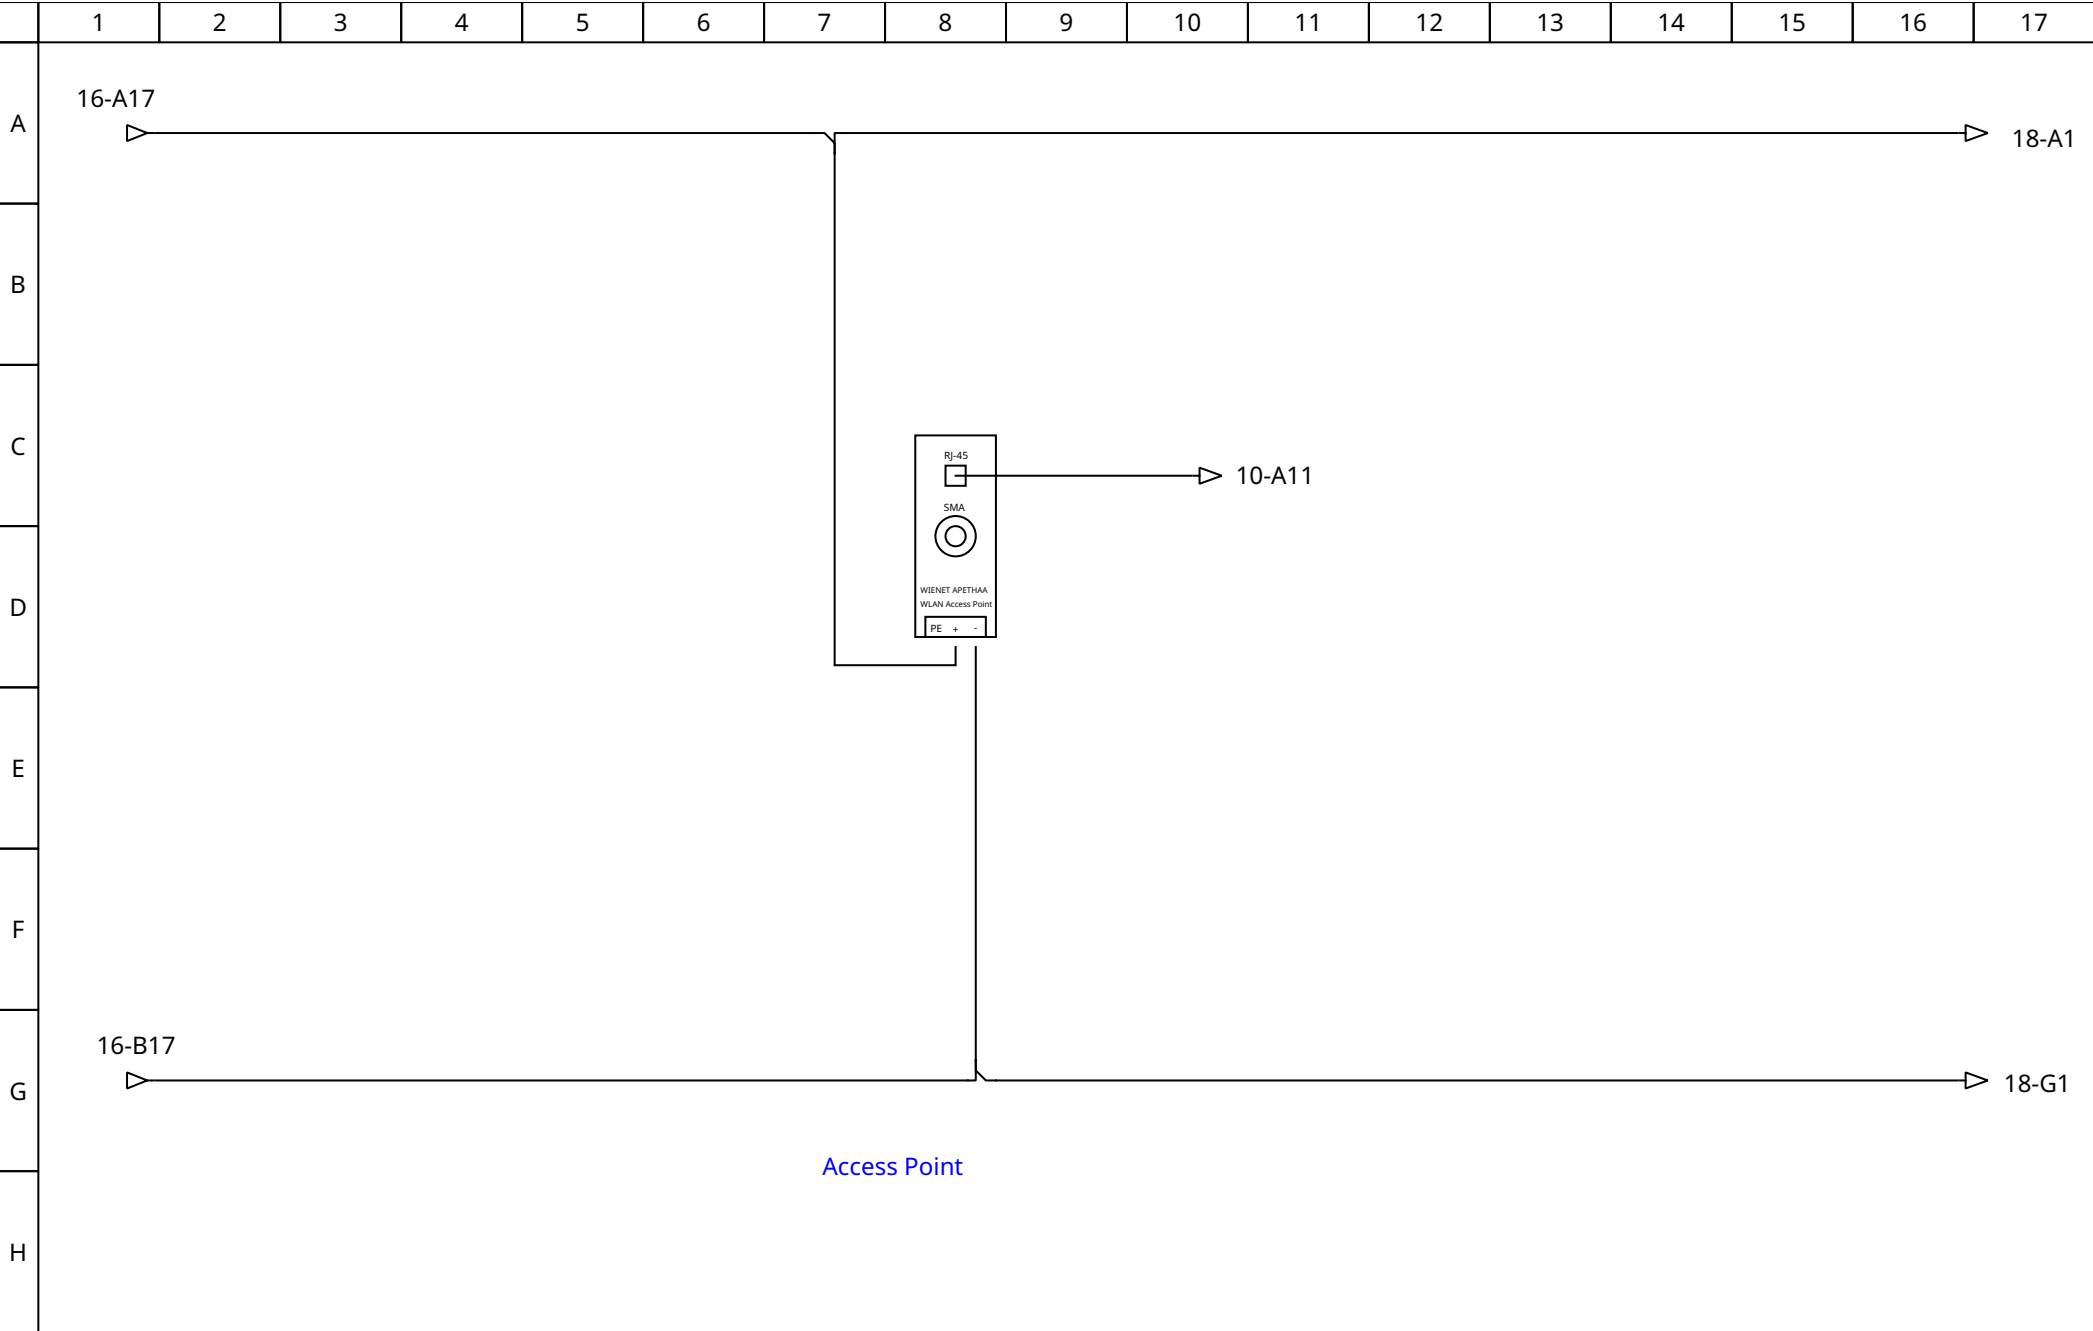 1 2 3 4 5 6 7 8 9 10 11 12 13 14 15 16 17
A
16-A17
18-A1
B
C
RJ-45
10-A11
SMA
D
WIENET APETHAA
WLAN Access Point
PE + -
E
F
16-B17
G
18-G1
Access Point
H